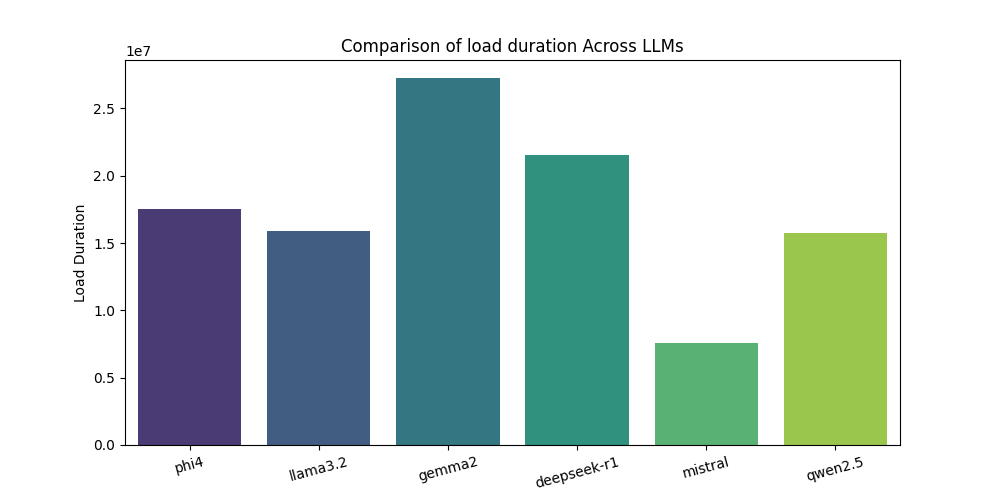 Comparison of load duration Across LLMs
1e7
2.5
2.0
1.5
1.0
0.5
0.0
Load Duration
phi4
llama3.2
gemma2
deepseek-r1
mistral
qwen2.5